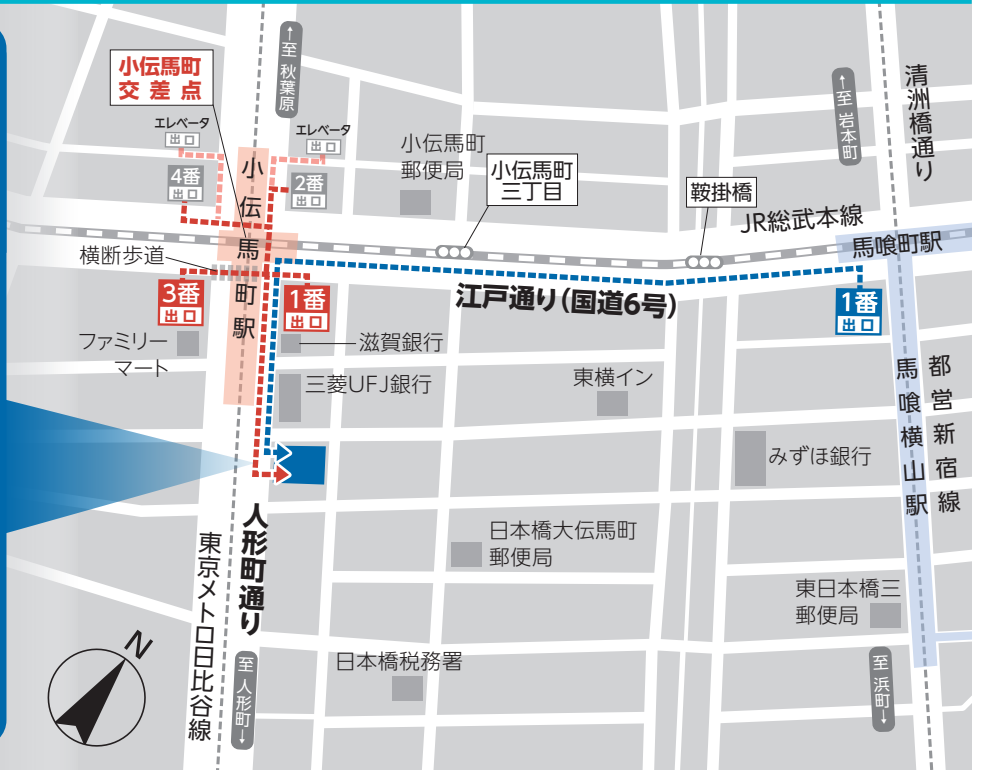 ↑至 秋葉原
小伝馬町
交差点
エレベータ
出口
エレベータ
出口
4番
出口
2番
出口
小伝馬町駅
小伝馬町
郵便局
小伝馬町
三丁目
鞍掛橋
↑至 岩本町
清洲橋通り
JR総武本線
馬喰町駅
横断歩道
3番
出口
1番
出口
江戸通り(国道6号)
1番
出口
ファミリー
マート
滋賀銀行
三菱UFJ銀行
東横イン
馬喰横山駅
都営新宿線
みずほ銀行
人形町通り
東京メトロ日比谷線
日本橋大伝馬町
郵便局
東日本橋三
郵便局
N
至 人形町↓
日本橋税務署
至 浜町↓